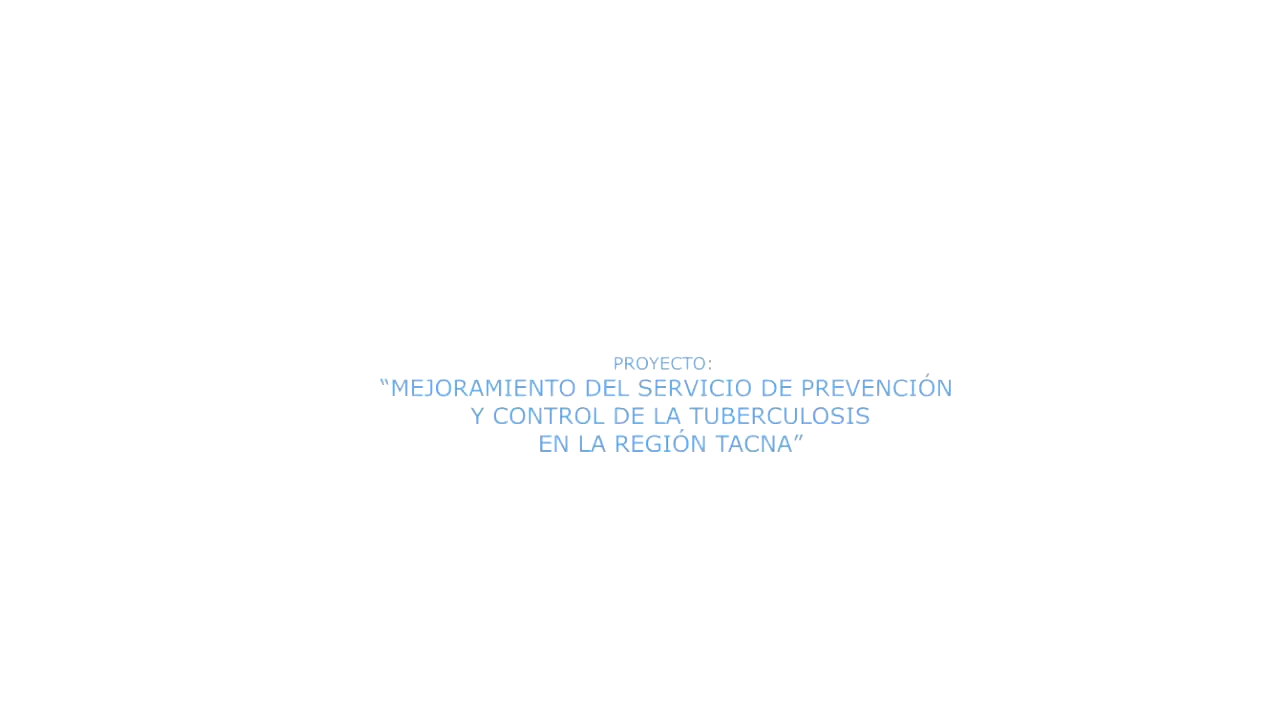 PROYECTO:
“MEJORAMIENTO DEL SERVICIO DE PREVENCIÓN
Y CONTROL DE LA TUBERCULOSIS
EN LA REGIÓN TACNA”